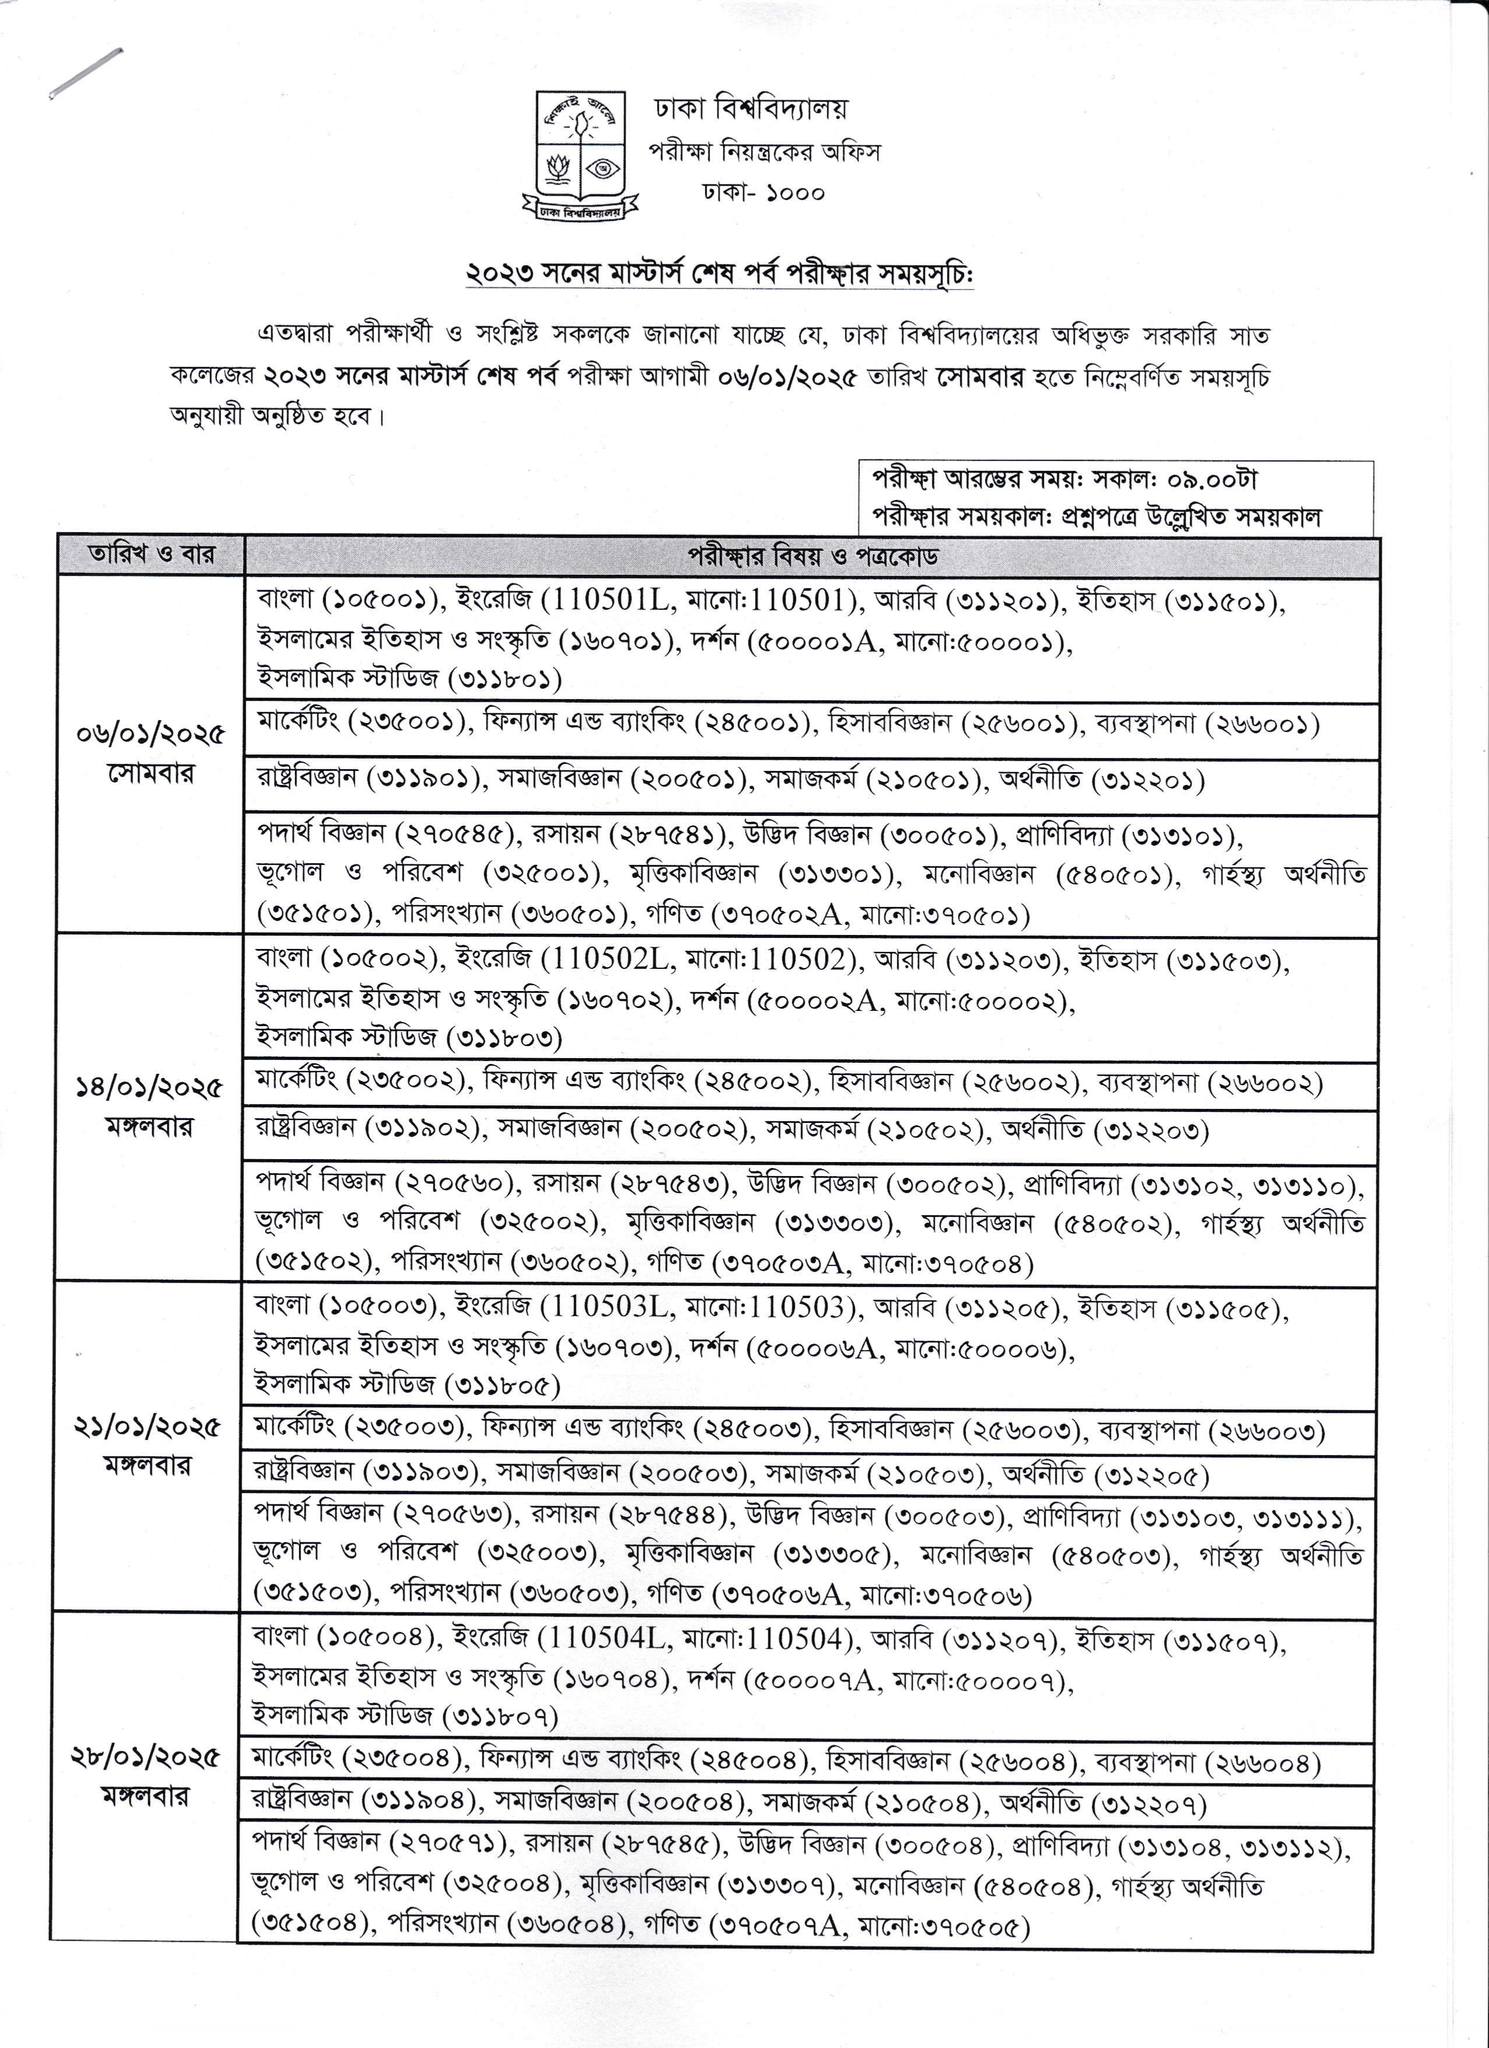 শিক্ষাই আলো
ঢাকা বিশ্ববিদ্যালয়
ঢাকা বিশ্ববিদ্যালয়
পরীক্ষা নিয়ন্ত্রকের অফিস
ঢাকা- ১০০০
২০২৩ সনের মাস্টার্স শেষ পর্ব পরীক্ষার সময়সূচি:
এতদ্বারা পরীক্ষার্থী ও সংশ্লিষ্ট সকলকে জানানো যাচ্ছে যে, ঢাকা বিশ্ববিদ্যালয়ের অধিভুক্ত সরকারি সাত
কলেজের ২০২৩ সনের মাস্টার্স শেষ পর্ব পরীক্ষা আগামী ০৬/০১/২০২৫ তারিখ সোমবার হতে নিম্নেবর্ণিত সময়সূচি
অনুযায়ী অনুষ্ঠিত হবে।
পরীক্ষা আরম্ভের সময়: সকাল: ০৯.০০টা
পরীক্ষার সময়কাল: প্রশ্নপত্রে উল্লেখিত সময়কাল
তারিখ ও বার পরীক্ষার বিষয় ও পত্রকোড
০৬/০১/২০২৫
সোমবার
বাংলা (১০৫০০১), ইংরেজি (110501L, মানো:110501), আরবি (৩১১২০১), ইতিহাস (৩১১৫০১),
ইসলামের ইতিহাস ও সংস্কৃতি (১৬০৭০১), দর্শন (৫০০০০১A, মানো:৫০০০০১),
ইসলামিক স্টাডিজ (৩১১৮০১)
মার্কেটিং (২৩৫০০১), ফিন্যান্স এন্ড ব্যাংকিং (২৪৫০০১), হিসাববিজ্ঞান (২৫৬০০১), ব্যবস্থাপনা (২৬৬০০১)
রাষ্ট্রবিজ্ঞান (৩১১৯০১), সমাজবিজ্ঞান (২০০৫০১), সমাজকর্ম (২১০৫০১), অর্থনীতি (৩১২২০১)
পদার্থ বিজ্ঞান (২৭০৫৪৫), রসায়ন (২৮৭৫৪১), উদ্ভিদ বিজ্ঞান (৩০০৫০১), প্রাণিবিদ্যা (৩১৩১০১),
ভূগোল ও পরিবেশ (৩২৫০০১), মৃত্তিকাবিজ্ঞান (৩১৩৩০১), মনোবিজ্ঞান (৫৪০৫০১), গার্হস্থ্য অর্থনীতি
(৩৫১৫০১), পরিসংখ্যান (৩৬০৫০১), গণিত (৩৭০৫০২A, মানো:৩৭০৫০১)
১৪/০১/২০২৫
মঙ্গলবার
বাংলা (১০৫০০২), ইংরেজি (110502L, মানো:110502), আরবি (৩১১২০৩), ইতিহাস (৩১১৫০৩),
ইসলামের ইতিহাস ও সংস্কৃতি (১৬০৭০২), দর্শন (৫০০০০২A, মানো:৫০০০০২),
ইসলামিক স্টাডিজ (৩১১৮০৩)
মার্কেটিং (২৩৫০০২), ফিন্যান্স এন্ড ব্যাংকিং (২৪৫০০২), হিসাববিজ্ঞান (২৫৬০০২), ব্যবস্থাপনা (২৬৬০০২)
রাষ্ট্রবিজ্ঞান (৩১১৯০২), সমাজবিজ্ঞান (২০০৫০২), সমাজকর্ম (২১০৫০২), অর্থনীতি (৩১২২০৩)
পদার্থ বিজ্ঞান (২৭০৫৬০), রসায়ন (২৮৭৫৪৩), উদ্ভিদ বিজ্ঞান (৩০০৫০২), প্রাণিবিদ্যা (৩১৩১০২, ৩১৩১১০),
ভূগোল ও পরিবেশ (৩২৫০০২), মৃত্তিকাবিজ্ঞান (৩১৩৩০৩), মনোবিজ্ঞান (৫৪০৫০২), গার্হস্থ্য অর্থনীতি
(৩৫১৫০২), পরিসংখ্যান (৩৬০৫০২), গণিত (৩৭০৫০৩A, মানো:৩৭০৫০৪)
২১/০১/২০২৫
মঙ্গলবার
বাংলা (১০৫০০৩), ইংরেজি (110503L, মানো:110503), আরবি (৩১১২০৫), ইতিহাস (৩১১৫০৫),
ইসলামের ইতিহাস ও সংস্কৃতি (১৬০৭০৩), দর্শন (৫০০০০৬A, মানো:৫০০০০৬),
ইসলামিক স্টাডিজ (৩১১৮০৫)
মার্কেটিং (২৩৫০০৩), ফিন্যান্স এন্ড ব্যাংকিং (২৪৫০০৩), হিসাববিজ্ঞান (২৫৬০০৩), ব্যবস্থাপনা (২৬৬০০৩)
রাষ্ট্রবিজ্ঞান (৩১১৯০৩), সমাজবিজ্ঞান (২০০৫০৩), সমাজকর্ম (২১০৫০৩), অর্থনীতি (৩১২২০৫)
পদার্থ বিজ্ঞান (২৭০৫৬৩), রসায়ন (২৮৭৫৪৪), উদ্ভিদ বিজ্ঞান (৩০০৫০৩), প্রাণিবিদ্যা (৩১৩১০৩, ৩১৩১১১),
ভূগোল ও পরিবেশ (৩২৫০০৩), মৃত্তিকাবিজ্ঞান (৩১৩৩০৫), মনোবিজ্ঞান (৫৪০৫০৩), গার্হস্থ্য অর্থনীতি
(৩৫১৫০৩), পরিসংখ্যান (৩৬০৫০৩), গণিত (৩৭০৫০৬A, মানো:৩৭০৫০৬)
২৮/০১/২০২৫
মঙ্গলবার
বাংলা (১০৫০০৪), ইংরেজি (110504L, মানো:110504), আরবি (৩১১২০৭), ইতিহাস (৩১১৫০৭),
ইসলামের ইতিহাস ও সংস্কৃতি (১৬০৭০৪), দর্শন (৫০০০০৭A, মানো:৫০০০০৭),
ইসলামিক স্টাডিজ (৩১১৮০৭)
মার্কেটিং (২৩৫০০৪), ফিন্যান্স এন্ড ব্যাংকিং (২৪৫০০৪), হিসাববিজ্ঞান (২৫৬০০৪), ব্যবস্থাপনা (২৬৬০০৪)
রাষ্ট্রবিজ্ঞান (৩১১৯০৪), সমাজবিজ্ঞান (২০০৫০৪), সমাজকর্ম (২১০৫০৪), অর্থনীতি (৩১২২০৭)
পদার্থ বিজ্ঞান (২৭০৫৭১), রসায়ন (২৮৭৫৪৫), উদ্ভিদ বিজ্ঞান (৩০০৫০৪), প্রাণিবিদ্যা (৩১৩১০৪, ৩১৩১১২),
ভূগোল ও পরিবেশ (৩২৫০০৪), মৃত্তিকাবিজ্ঞান (৩১৩৩০৭), মনোবিজ্ঞান (৫৪০৫০৪), গার্হস্থ্য অর্থনীতি
(৩৫১৫০৪), পরিসংখ্যান (৩৬০৫০৪), গণিত (৩৭০৫০৭A, মানো:৩৭০৫০৫)